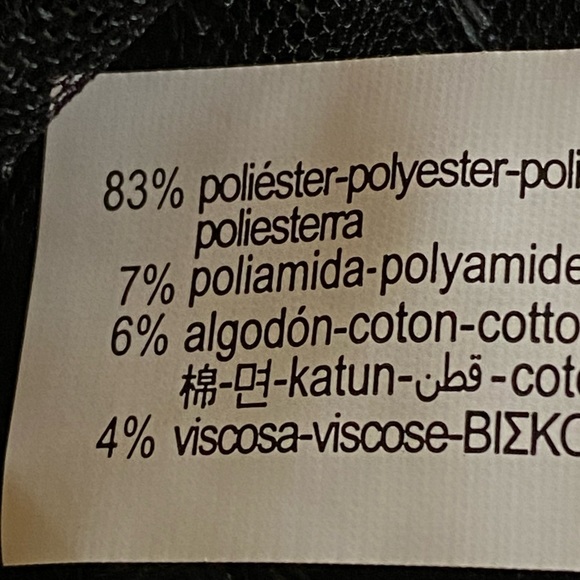 83% poliéster-polyester-poli
poliesterra
7% poliamida-polyamide
6% algodón-coton-cotto
棉-면-katun-قطن-cot
4% viscosa-viscose-ΒΙΣΚΟ